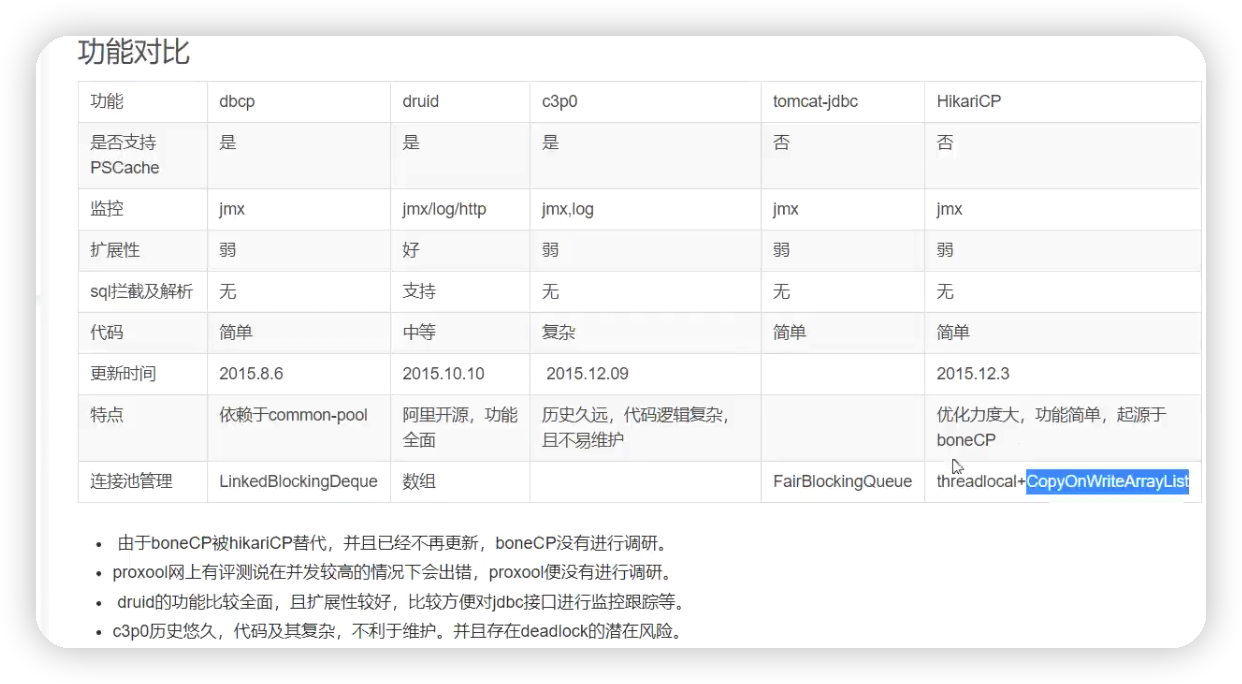 功能对比
功能 dbcp druid c3p0 tomcat-jdbc HikariCP
是否支持 是 是 是 否 否
PSCache
监控 jmx jmx/log/http jmx,log jmx jmx
扩展性 弱 好 弱 弱 弱
sql拦截及解析 无 支持 无 无 无
代码 简单 中等 复杂 简单 简单
更新时间 2015.8.6 2015.10.10 2015.12.09 2015.12.3
特点 依赖于common-pool 阿里开源，功能 历史久远，代码逻辑复杂， 优化力度大，功能简单，起源于
全面 且不易维护 boneCP
连接池管理 LinkedBlockingDeque 数组 FairBlockingQueue threadlocal+CopyOnWriteArrayList
• 由于boneCP被hikariCP替代，并且已经不再更新，boneCP没有进行调研。
• proxool网上有评测说在并发较高的情况下会出错，proxool便没有进行调研。
• druid的功能比较全面，且扩展性较好，比较方便对jdbc接口进行监控跟踪等。
• c3p0历史悠久，代码及其复杂，不利于维护。并且存在deadlock的潜在风险。